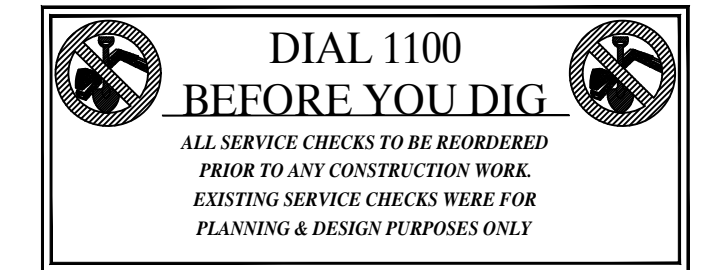 DIAL 1100
BEFORE YOU DIG
ALL SERVICE CHECKS TO BE REORDERED
PRIOR TO ANY CONSTRUCTION WORK.
EXISTING SERVICE CHECKS WERE FOR
PLANNING & DESIGN PURPOSES ONLY